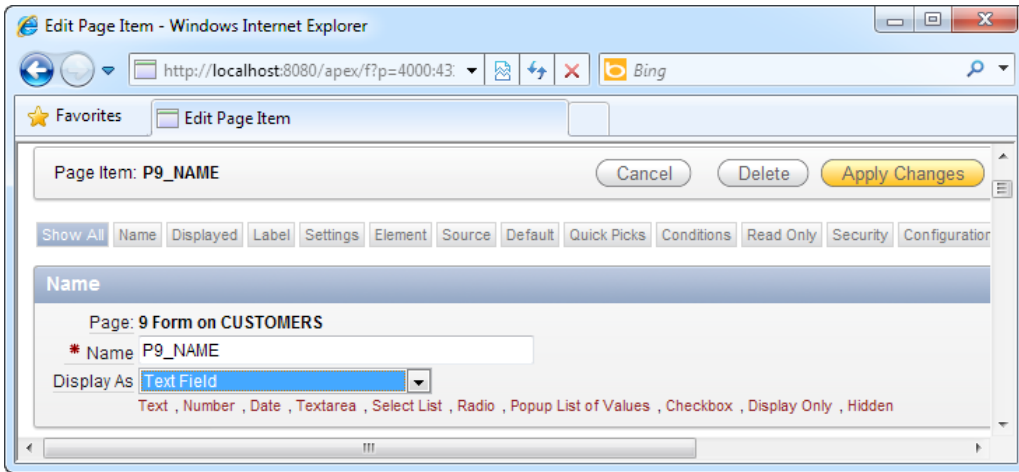 Edit Page Item - Windows Internet Explorer
http://localhost:8080/apex/f?p=4000:43: Bing
Favorites Edit Page Item
Page Item: P9_NAME Cancel Delete Apply Changes
Show All Name Displayed Label Settings Element Source Default Quick Picks Conditions Read Only Security Configuration
Name
Page: 9 Form on CUSTOMERS
* Name P9_NAME
Display As Text Field
Text , Number , Date , Textarea , Select List , Radio , Popup List of Values , Checkbox , Display Only , Hidden